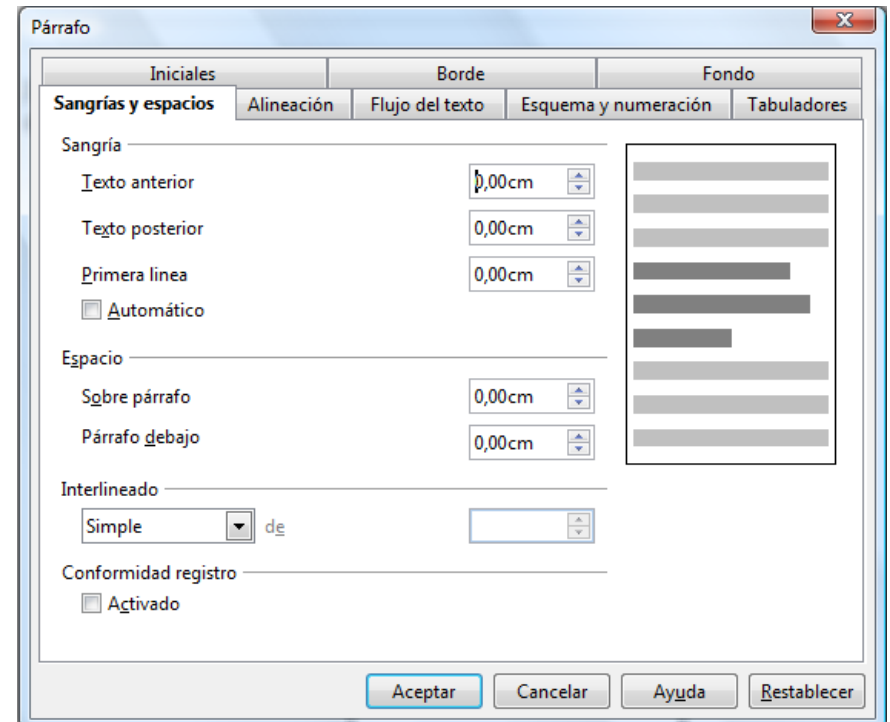 Párrafo
Iniciales Borde Fondo
Sangrías y espacios Alineación Flujo del texto Esquema y numeración Tabuladores
Sangría
Texto anterior 0,00cm
Texto posterior 0,00cm
Primera linea 0,00cm
Automático
Espacio
Sobre párrafo 0,00cm
Párrafo debajo 0,00cm
Interlineado
Simple de
Conformidad registro
Activado
Aceptar Cancelar Ayuda Restablecer